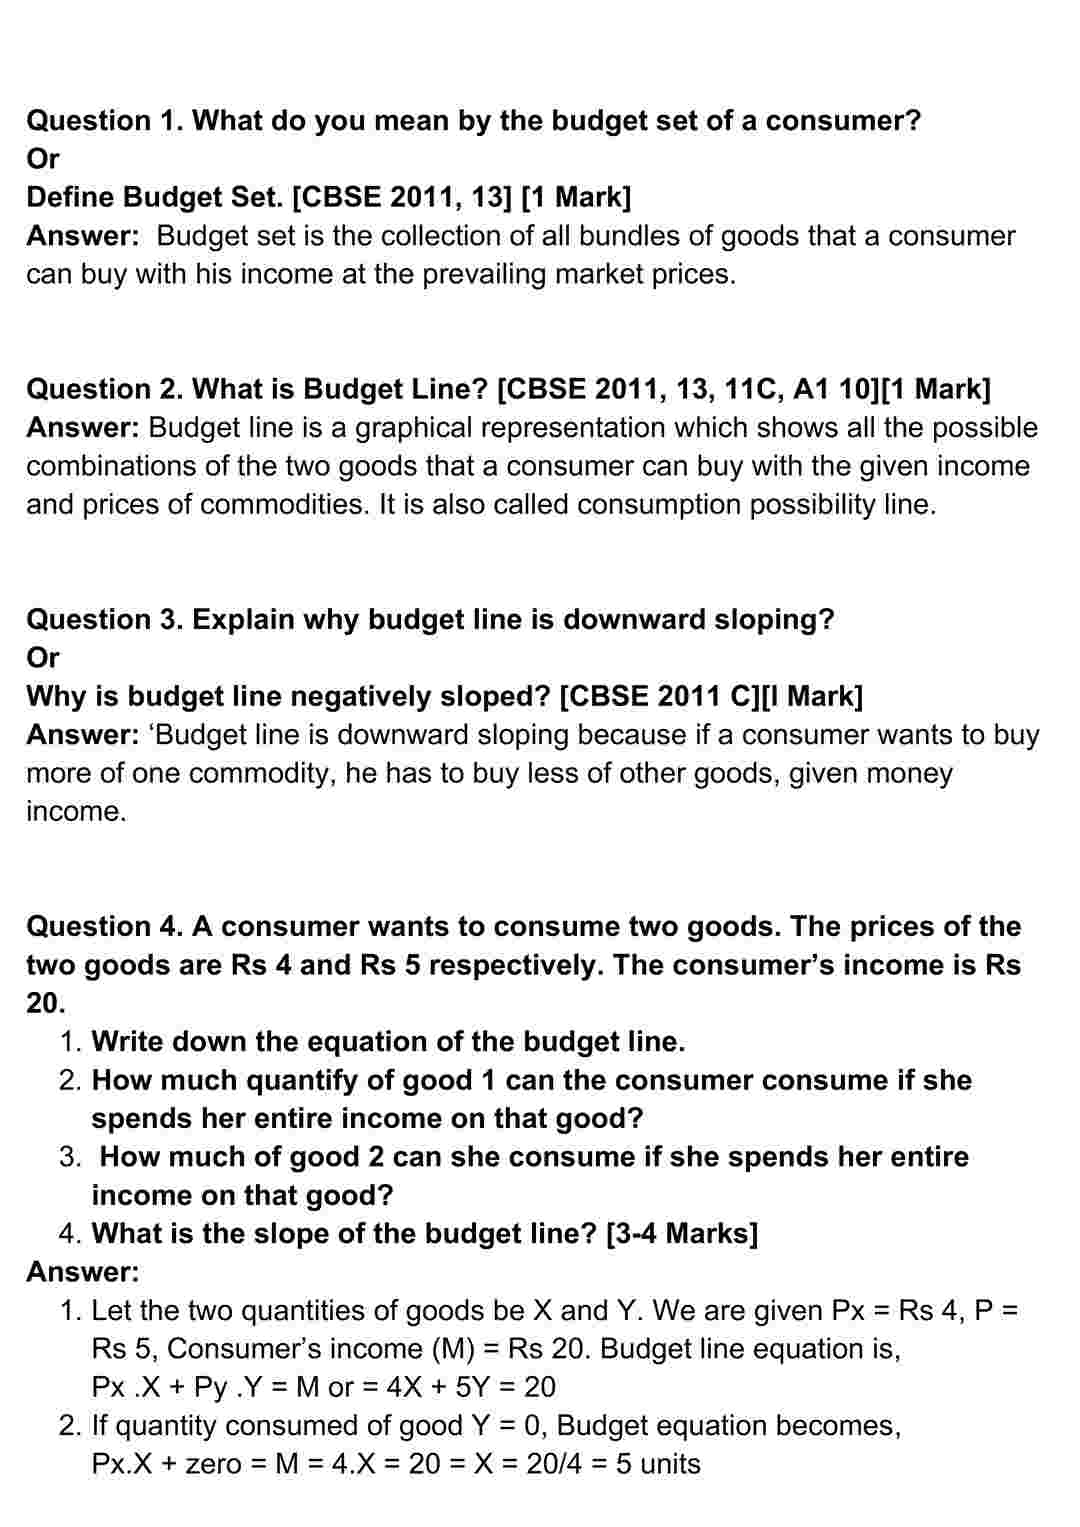 Question 1. What do you mean by the budget set of a consumer?
Or
Define Budget Set. [CBSE 2011, 13] [1 Mark]
Answer:  Budget set is the collection of all bundles of goods that a consumer
can buy with his income at the prevailing market prices.
Question 2. What is Budget Line? [CBSE 2011, 13, 11C, A1 10][1 Mark]
Answer: Budget line is a graphical representation which shows all the possible
combinations of the two goods that a consumer can buy with the given income
and prices of commodities. It is also called consumption possibility line.
Question 3. Explain why budget line is downward sloping?
Or
Why is budget line negatively sloped? [CBSE 2011 C][I Mark]
Answer: ‘Budget line is downward sloping because if a consumer wants to buy
more of one commodity, he has to buy less of other goods, given money
income.
Question 4. A consumer wants to consume two goods. The prices of the
two goods are Rs 4 and Rs 5 respectively. The consumer’s income is Rs
20.
1. Write down the equation of the budget line.
2. How much quantify of good 1 can the consumer consume if she
spends her entire income on that good?
3.  How much of good 2 can she consume if she spends her entire
income on that good?
4. What is the slope of the budget line? [3-4 Marks]
Answer:
1. Let the two quantities of goods be X and Y. We are given Px = Rs 4, P =
Rs 5, Consumer’s income (M) = Rs 20. Budget line equation is,
Px .X + Py .Y = M or = 4X + 5Y = 20
2. If quantity consumed of good Y = 0, Budget equation becomes,
Px.X + zero = M = 4.X = 20 = X = 20/4 = 5 units